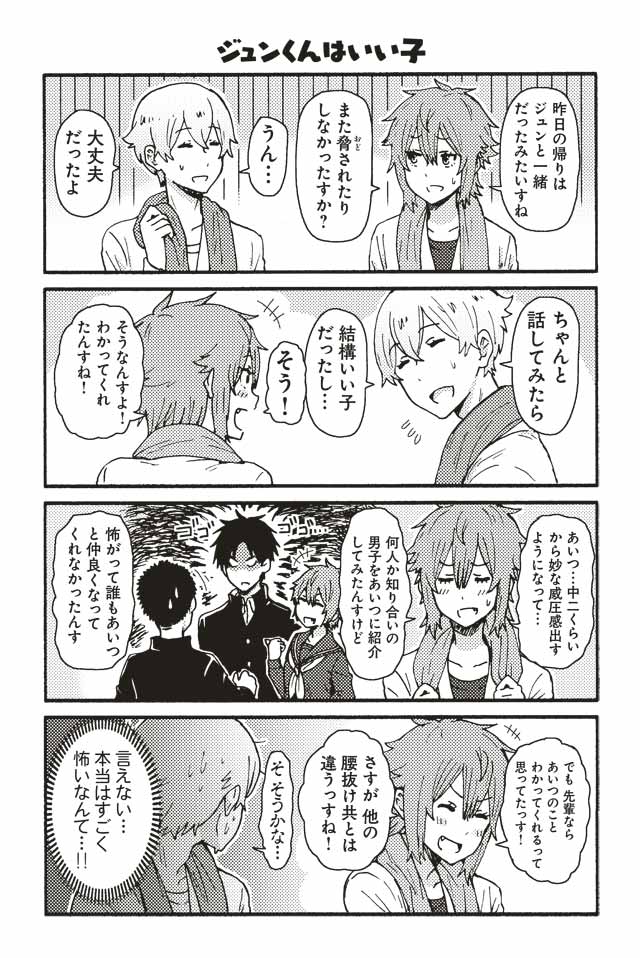 ジュンくんはいい子
昨日の帰りは
ジュンと一緒
だったみたいすね
また脅されたり
おど
しなかったすか?
うん…
大丈夫
だったよ
ちゃんと
話してみたら
結構いい子
だったし…
そう!
そうなんすよ!
わかってくれ
たんすね!
あいつ…中二くらい
から妙な威圧感出す
ようになって…
何人か知り合いの
男子をあいつに紹介
してみたんすけど
ゴゴゴ
ゴゴゴ
怖がって誰もあいつ
と仲良くなって
くれなかったんす
でも 先輩なら
あいつのこと
わかってくれるって
思ってたっす!
さすが 他の
腰抜け共とは
違うっすね!
そ そうかな…
言えない…
本当はすごく
怖いなんて…!!